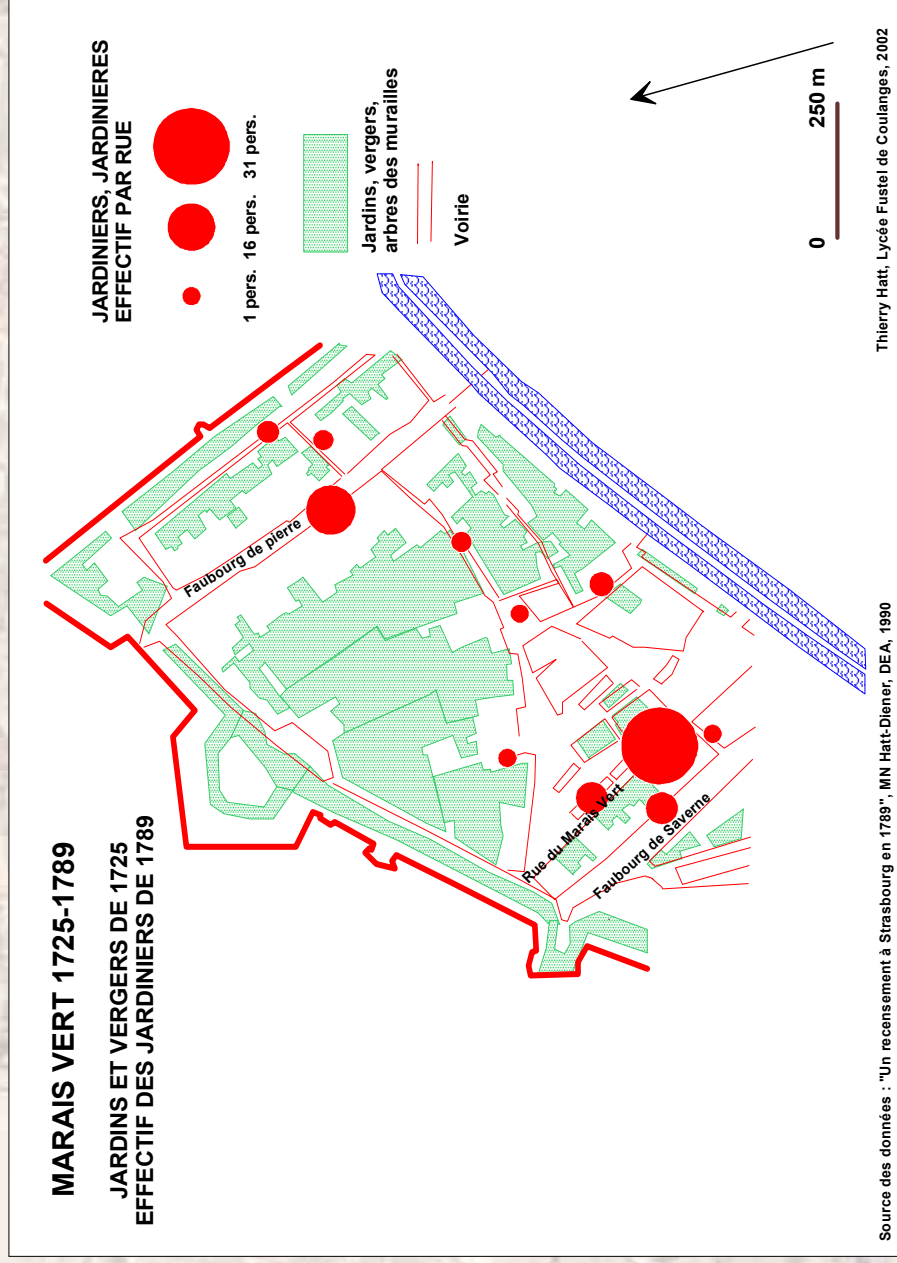 MARAIS VERT 1725-1789
JARDINS ET VERGERS DE 1725
EFFECTIF DES JARDINIERS DE 1789
JARDINIERS, JARDINIERES
EFFECTIF PAR RUE
1 pers. 16 pers. 31 pers.
Jardins, vergers,
arbres des murailles
Voirie
Faubourg de pierre
Rue du Marais Vert
Faubourg de Saverne
0 250 m
Source des données : "Un recensement à Strasbourg en 1789", MN Hatt-Diener, DEA, 1990
Thierry Hatt, Lycée Fustel de Coulanges, 2002